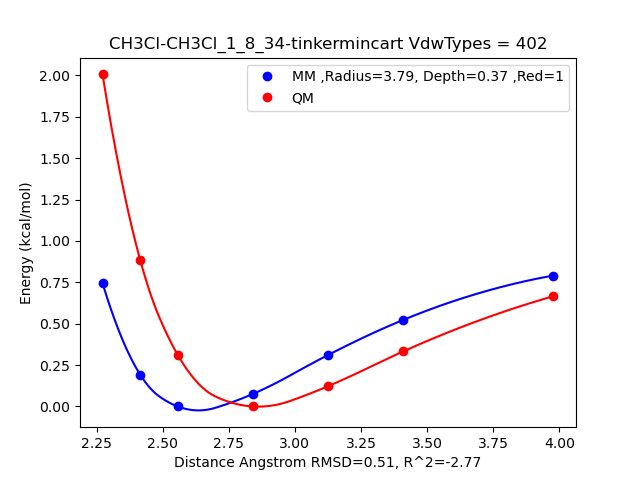 CH3Cl-CH3Cl_1_8_34-tinkermincart VdwTypes = 402
MM ,Radius=3.79, Depth=0.37 ,Red=1
QM
Energy (kcal/mol)
2.00
1.75
1.50
1.25
1.00
0.75
0.50
0.25
0.00
2.25 2.50 2.75 3.00 3.25 3.50 3.75 4.00
Distance Angstrom RMSD=0.51, R^2=-2.77